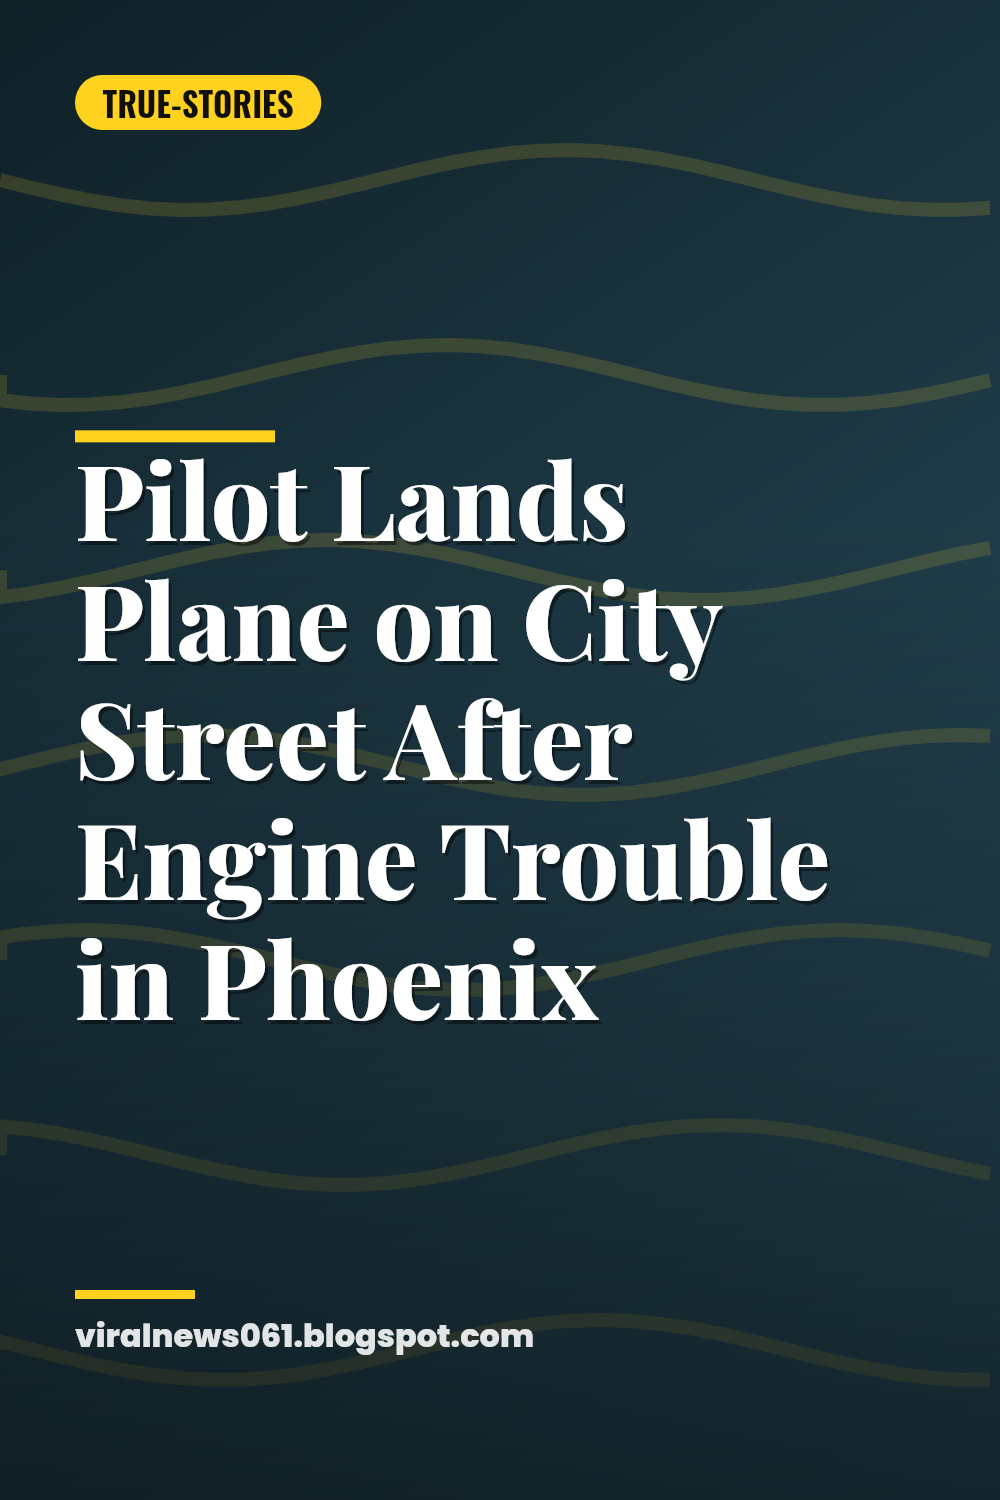 TRUE-STORIES
Pilot Lands
Plane on City
Street After
Engine Trouble
in Phoenix
viralnews061.blogspot.com